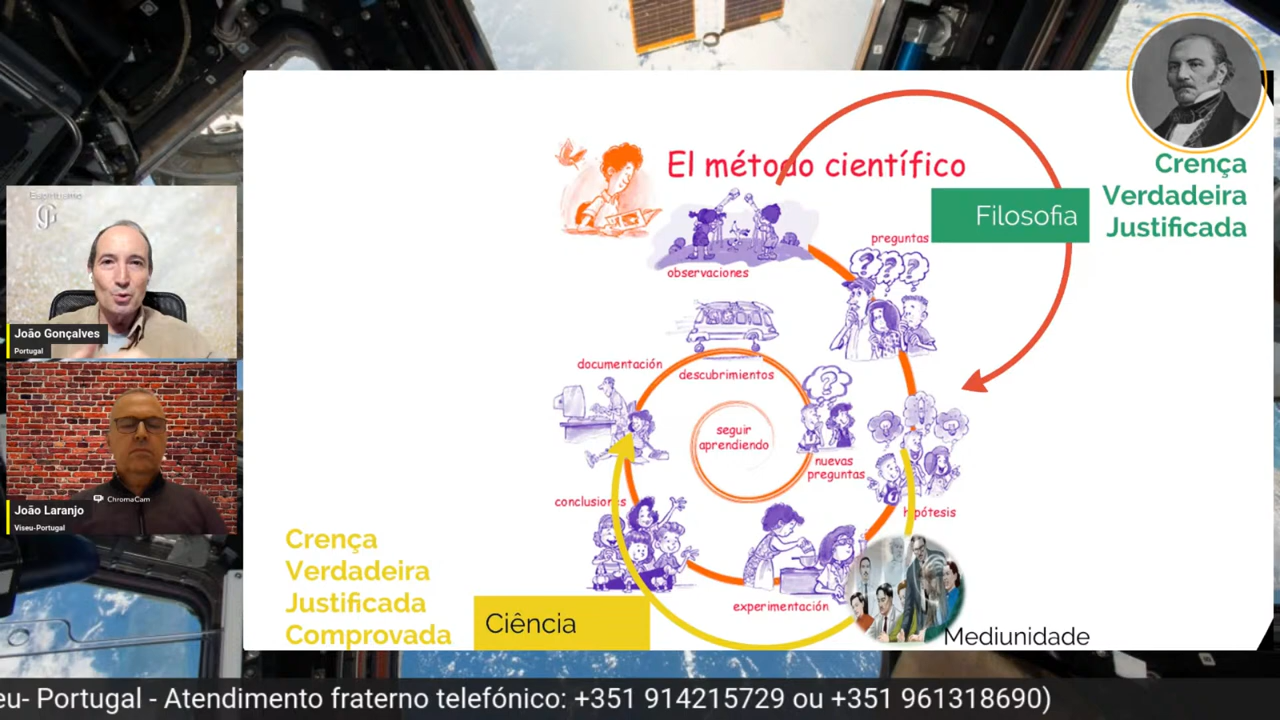 El método científico
Crença
Verdadeira
Justificada
Filosofia
preguntas
observaciones
documentación
descubrimientos
seguir
aprendiendo
nuevas
preguntas
hipótesis
conclusiones
experimentación
Crença
Verdadeira
Justificada
Comprovada
Ciência
Mediunidade
Espiritismo
João Gonçalves
Portugal
ChromaCam
João Laranjo
Viseu-Portugal
eu- Portugal - Atendimento fraterno telefónico: +351 914215729 ou +351 961318690)